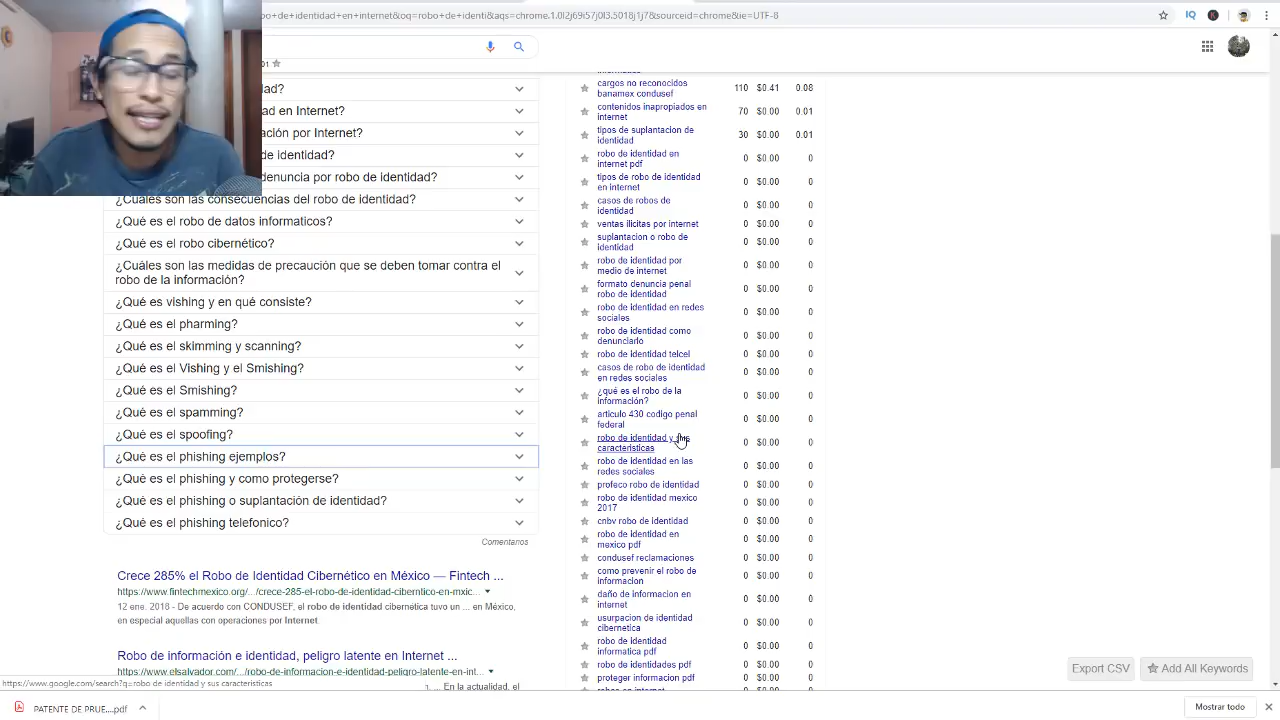 o de identidad en internet&oq=robo+de+identi&aqs=chrome.1.0l2j69i57j0l3.5018j1j7&sourceid=chrome&ie=UTF-8
dad?
ad en Internet?
ación por Internet?
o de identidad?
denuncia por robo de identidad?
¿Cuáles son las consecuencias del robo de identidad?
¿Qué es el robo de datos informaticos?
¿Qué es el robo cibernético?
¿Cuáles son las medidas de precaución que se deben tomar contra el
robo de la información?
¿Qué es vishing y en qué consiste?
¿Qué es el pharming?
¿Qué es el skimming y scanning?
¿Qué es el Vishing y el Smishing?
¿Qué es el Smishing?
¿Qué es el spamming?
¿Qué es el spoofing?
¿Qué es el phishing ejemplos?
¿Qué es el phishing y como protegerse?
¿Qué es el phishing o suplantación de identidad?
¿Qué es el phishing telefonico?
Comentarios
Crece 285% el Robo de Identidad Cibernético en México — Fintech ...
https://www.fintechmexico.org/.../crece-285-el-robo-de-identidad-ciberntico-en-mxic...
12 ene. 2018 - De acuerdo con CONDUSEF, el robo de identidad cibernética tuvo un ... en México,
en especial aquellas con operaciones por Internet.
Robo de información e identidad, peligro latente en Internet ...
https://www.elsalvador.com/.../robo-de-informacion-e-identidad-peligro-latente-en-int...
1. ... En la actualidad, el
cargos no reconocidos
banamex condusef 110 $0.41 0.08
contenidos inapropiados en
internet 70 $0.00 0.01
tipos de suplantacion de
identidad 30 $0.00 0.01
robo de identidad en
internet pdf 0 $0.00 0
tipos de robo de identidad
en internet 0 $0.00 0
casos de robos de
identidad 0 $0.00 0
ventas ilicitas por internet 0 $0.00 0
suplantacion o robo de
identidad 0 $0.00 0
robo de identidad por
medio de internet 0 $0.00 0
formato denuncia penal
robo de identidad 0 $0.00 0
robo de identidad en redes
sociales 0 $0.00 0
robo de identidad como
denunciarlo 0 $0.00 0
robo de identidad telcel 0 $0.00 0
casos de robo de identidad
en redes sociales 0 $0.00 0
¿qué es el robo de la
información? 0 $0.00 0
articulo 430 codigo penal
federal 0 $0.00 0
robo de identidad y sus
caracteristicas 0 $0.00 0
robo de identidad en las
redes sociales 0 $0.00 0
profeco robo de identidad 0 $0.00 0
robo de identidad mexico
2017 0 $0.00 0
cnbv robo de identidad 0 $0.00 0
robo de identidad en
mexico pdf 0 $0.00 0
condusef reclamaciones 0 $0.00 0
como prevenir el robo de
informacion 0 $0.00 0
daño de informacion en
internet 0 $0.00 0
usurpacion de identidad
cibernetica 0 $0.00 0
robo de identidad
informatica pdf 0 $0.00 0
robo de identidades pdf 0 $0.00 0
proteger informacion pdf 0 $0.00 0
Export CSV
Add All Keywords
https://www.google.com/search?q=robo de identidad y sus caracteristicas
PATENTE DE PRUE....pdf
Mostrar todo